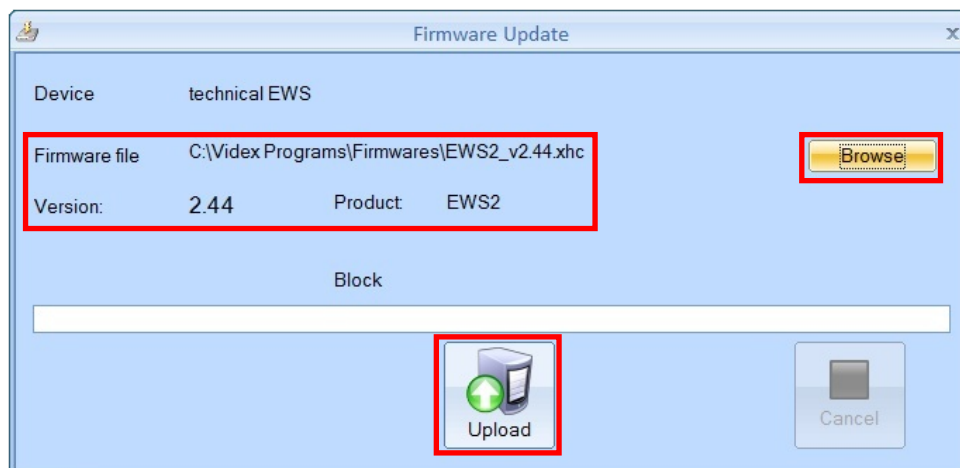 Firmware Update
x
Device technical EWS
Firmware file C:\Videx Programs\Firmwares\EWS2_v2.44.xhc Browse
Version: 2.44 Product: EWS2
Block
Upload
Cancel